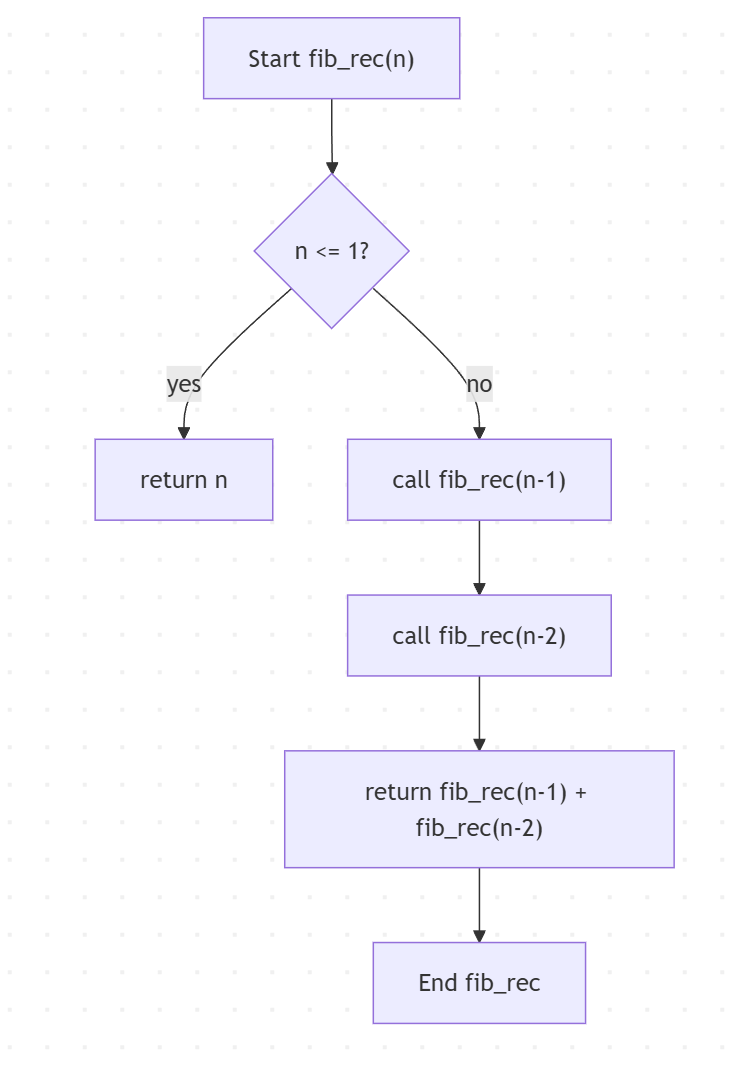 Start fib_rec(n)
n <= 1?
yes
no
return n
call fib_rec(n-1)
call fib_rec(n-2)
return fib_rec(n-1) +
fib_rec(n-2)
End fib_rec